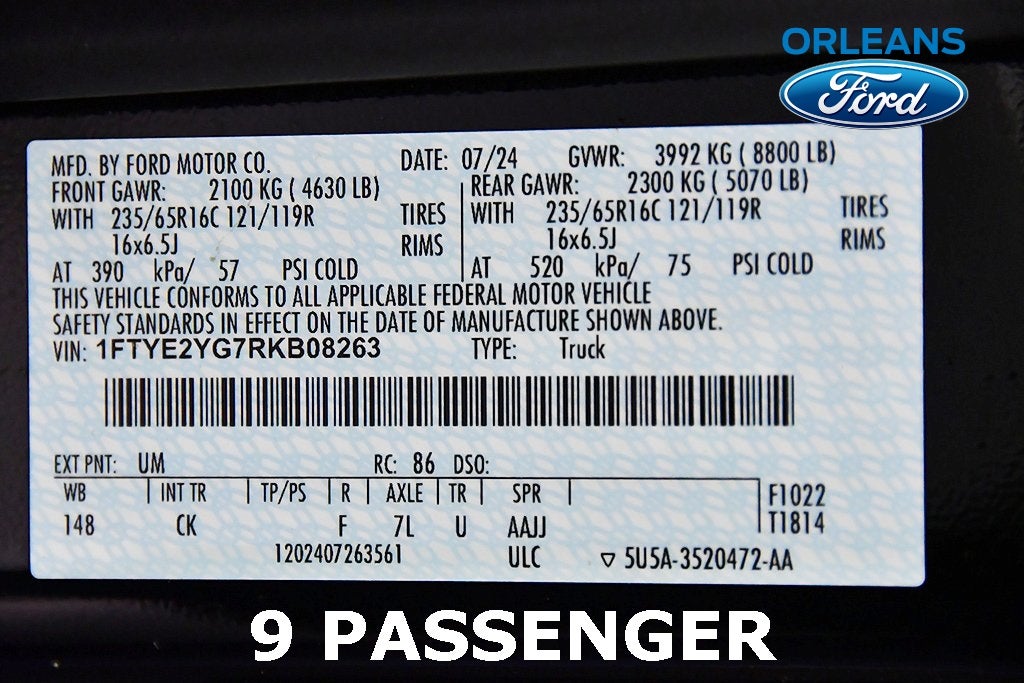 ORLEANS
Ford
MFD. BY FORD MOTOR CO. DATE: 07/24 GVWR: 3992 KG ( 8800 LB)
FRONT GAWR: 2100 KG ( 4630 LB) REAR GAWR: 2300 KG ( 5070 LB)
WITH 235/65R16C 121/119R TIRES WITH 235/65R16C 121/119R TIRES
16x6.5J RIMS 16x6.5J RIMS
AT 390 kPa/ 57 PSI COLD AT 520 kPa/ 75 PSI COLD
THIS VEHICLE CONFORMS TO ALL APPLICABLE FEDERAL MOTOR VEHICLE
SAFETY STANDARDS IN EFFECT ON THE DATE OF MANUFACTURE SHOWN ABOVE.
VIN: 1FTYE2YG7RKB08263 TYPE: Truck
EXT PNT: UM RC: 86 DSO:
WB INT TR TP/PS R AXLE TR SPR F1022
148 CK F 7L U AAJJ T1814
1202407263561 ULC ▽ 5U5A-3520472-AA
9 PASSENGER